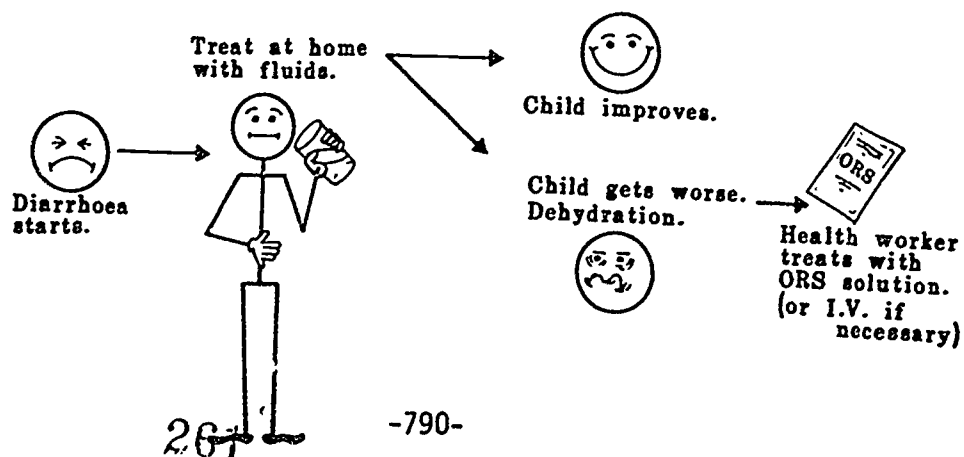 Treat at home
with fluids.
Child improves.
Diarrhoea
starts.
Child gets worse.
Dehydration.
ORS
Health worker
treats with
ORS solution.
(or I.V. if
necessary)
-790-